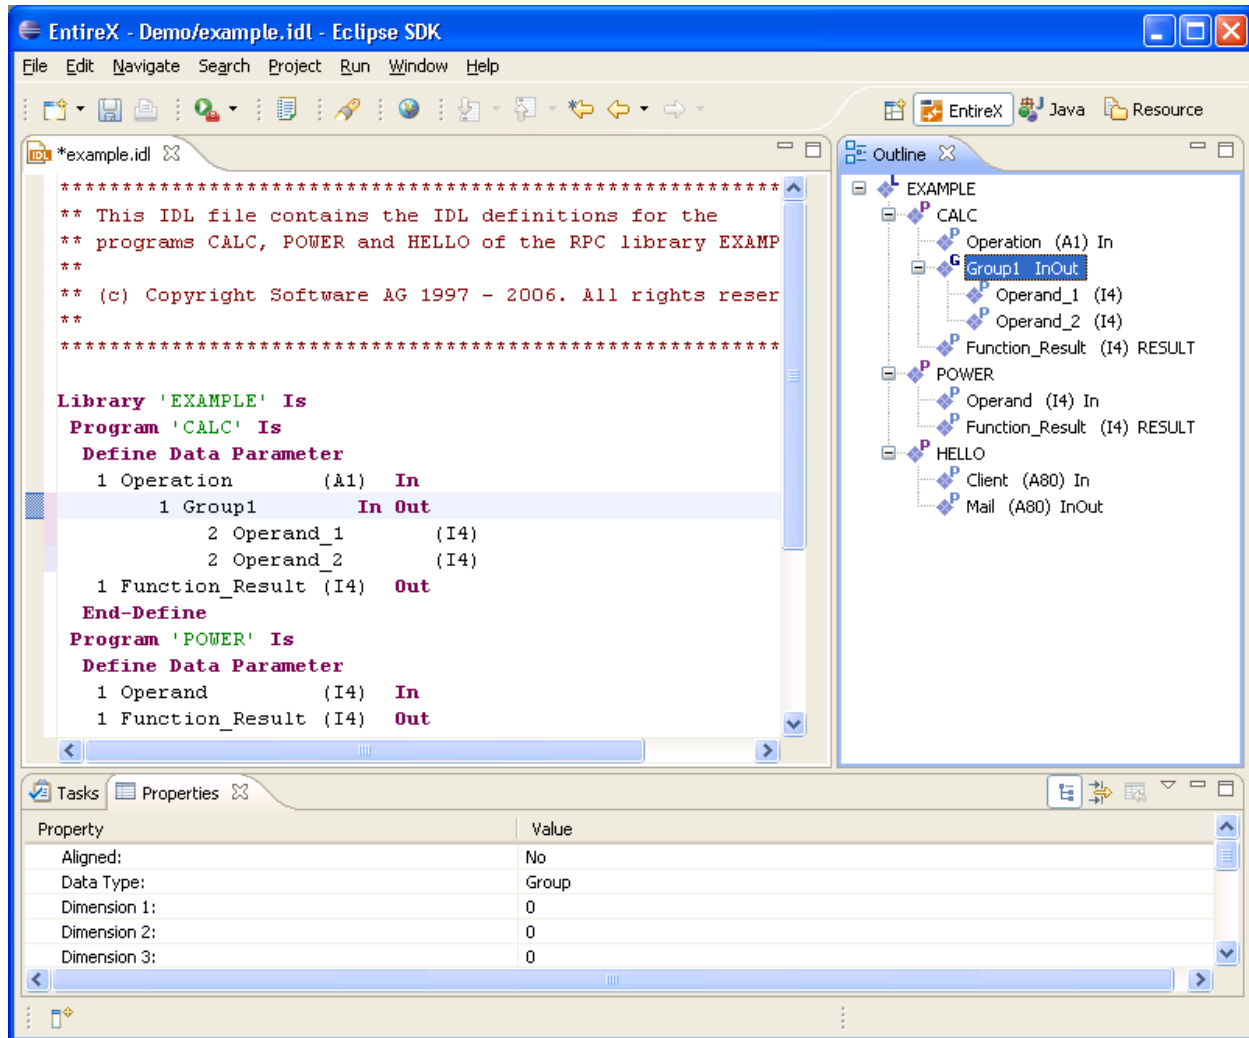 EntireX - Demo/example.idl - Eclipse SDK
File Edit Navigate Search Project Run Window Help
EntireX Java Resource
IDL *example.idl
**********************************************************
** This IDL file contains the IDL definitions for the
** programs CALC, POWER and HELLO of the RPC library EXAMP
**
** (c) Copyright Software AG 1997 - 2006. All rights reser
**
**********************************************************
Library 'EXAMPLE' Is
Program 'CALC' Is
Define Data Parameter
1 Operation (A1) In
1 Group1 In Out
2 Operand_1 (I4)
2 Operand_2 (I4)
1 Function_Result (I4) Out
End-Define
Program 'POWER' Is
Define Data Parameter
1 Operand (I4) In
1 Function_Result (I4) Out
Outline
L EXAMPLE
P CALC
P Operation (A1) In
G Group1 InOut
P Operand_1 (I4)
P Operand_2 (I4)
P Function_Result (I4) RESULT
P POWER
P Operand (I4) In
P Function_Result (I4) RESULT
P HELLO
P Client (A80) In
P Mail (A80) InOut
Tasks Properties
Property Value
Aligned: No
Data Type: Group
Dimension 1: 0
Dimension 2: 0
Dimension 3: 0